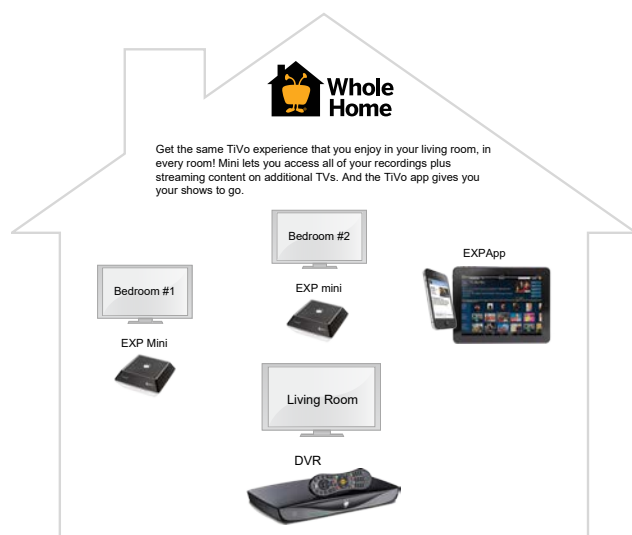 Whole
Home
Get the same TiVo experience that you enjoy in your living room, in
every room! Mini lets you access all of your recordings plus
streaming content on additional TVs. And the TiVo app gives you
your shows to go.
Bedroom #2
EXPApp
Bedroom #1
EXP mini
EXP Mini
Living Room
DVR